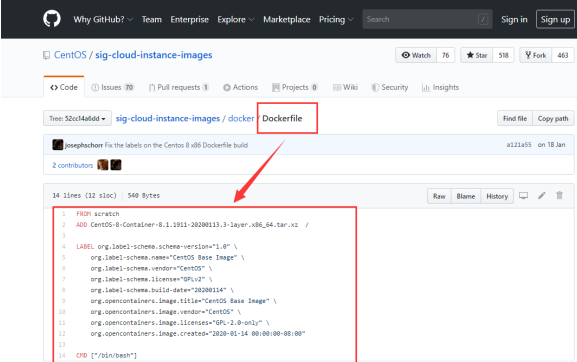 Why GitHub? Team Enterprise Explore Marketplace Pricing Search / Sign in Sign up
CentOS / sig-cloud-instance-images Watch 76 Star 518 Fork 463
Code Issues 70 Pull requests 1 Actions Projects 0 Wiki Security Insights
Tree: 52cc14a6dd sig-cloud-instance-images / docker / Dockerfile Find file Copy path
josephschorr Fix the labels on the Centos 8 x86 Dockerfile build a121a55 on 18 Jan
2 contributors
14 lines (12 sloc) 540 Bytes Raw Blame History
1 FROM scratch
2 ADD CentOS-8-Container-8.1.1911-20200113.3-layer.x86_64.tar.xz /
3
4 LABEL org.label-schema.schema-version="1.0" \
5 org.label-schema.name="CentOS Base Image" \
6 org.label-schema.vendor="CentOS" \
7 org.label-schema.license="GPLv2" \
8 org.label-schema.build-date="20200114" \
9 org.opencontainers.image.title="CentOS Base Image" \
10 org.opencontainers.image.vendor="CentOS" \
11 org.opencontainers.image.licenses="GPL-2.0-only" \
12 org.opencontainers.image.created="2020-01-14 00:00:00-08:00"
13
14 CMD ["/bin/bash"]